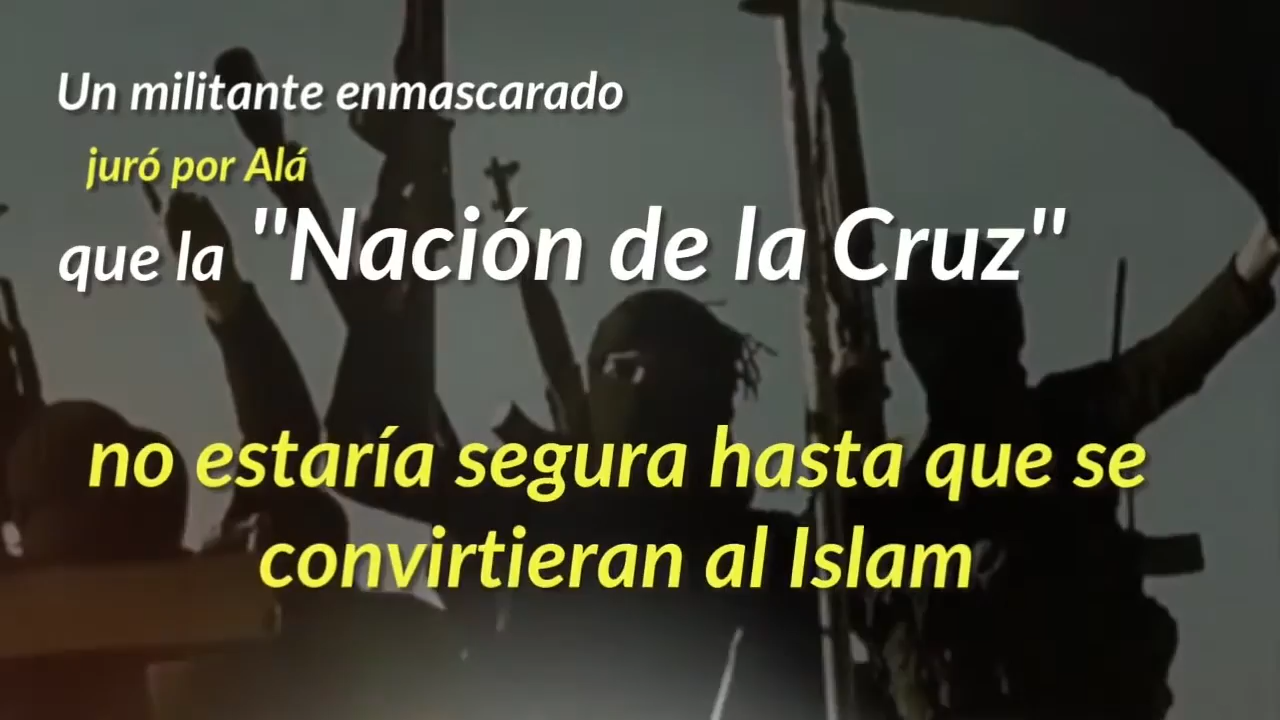 Un militante enmascarado
juró por Alá
que la "Nación de la Cruz"
no estaría segura hasta que se
convirtieran al Islam